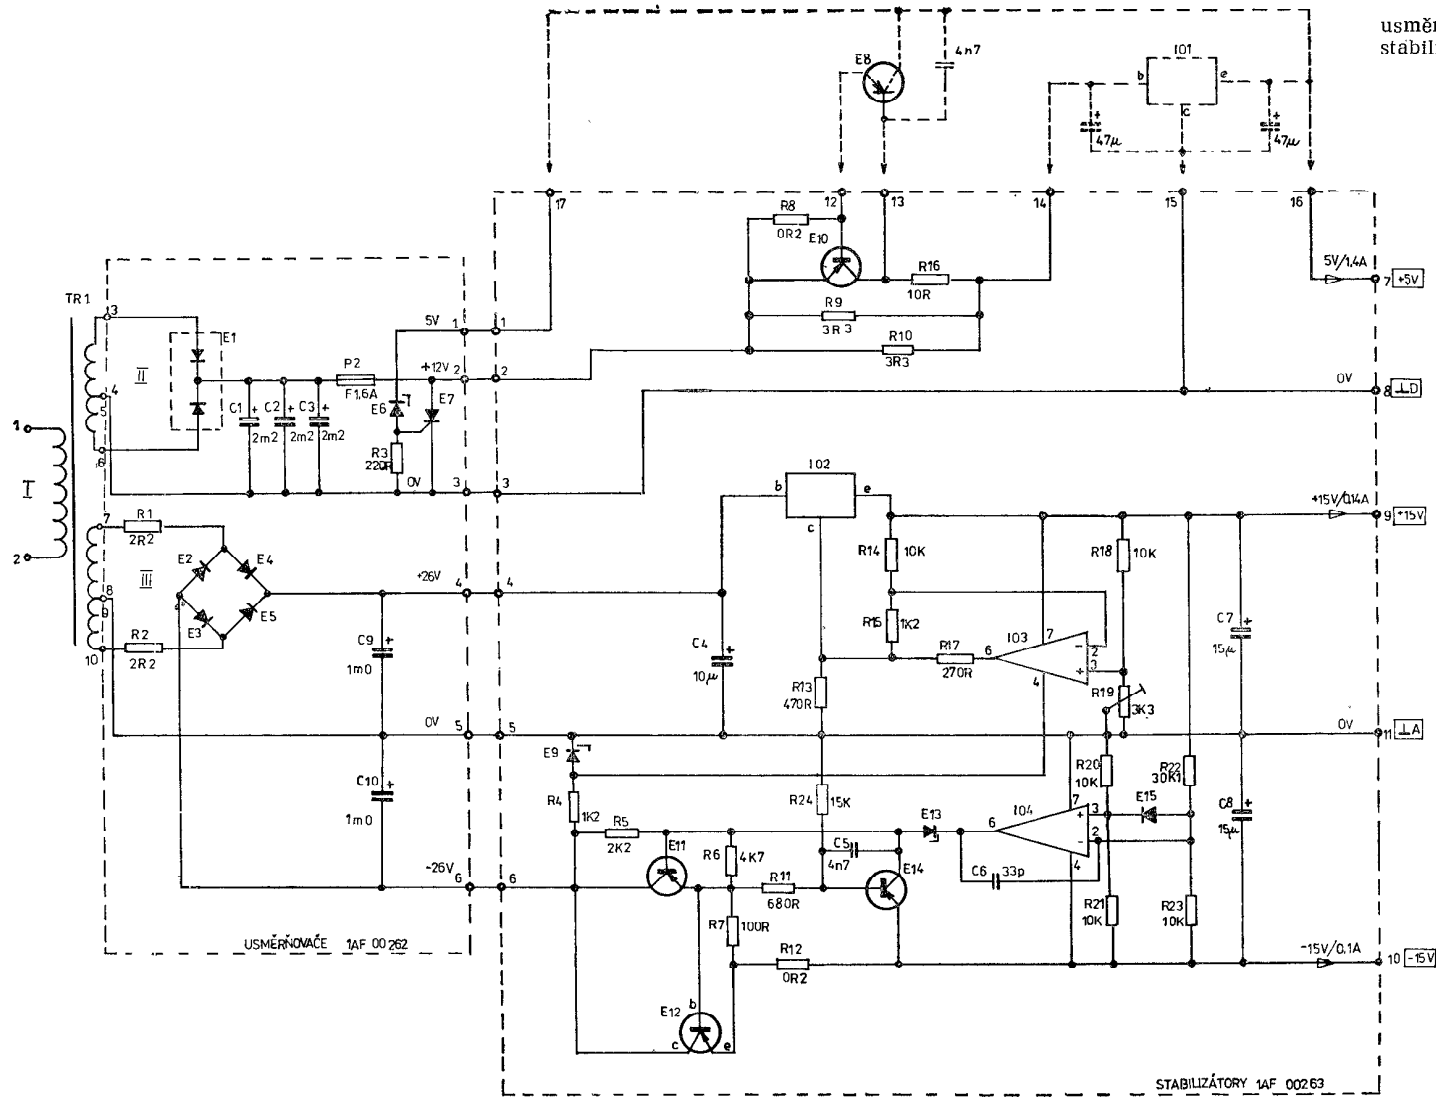 usměr
stabili
4n7
E8
IO1
b
e
c
+
47µ
+
47µ
17
12
13
14
15
16
R8
0R2
E10
R16
10R
R9
3R3
R10
3R3
5V/1,4A
7 +5V
TR1
3
E1
II
4
5
6
P2
F1,6A
+12V
5V
1
1
2
2
E7
E6
C1 +
2m2
C2 +
2m2
C3 +
2m2
R3
220R
0V
3
3
0V
8 ⊥D
1
I
2
7
R1
2R2
III
E2
E4
E3
E5
8
9
R2
2R2
10
+26V
4
4
C9 +
1m0
0V
5
5
C10 +
1m0
-26V
6
6
USMĚRŇOVAČE 1AF 00262
IO2
b
e
c
R14
10K
R15
1K2
R17
270R
6
IO3
7
2
3
4
-
+
R18
10K
R19
3K3
+15V/0,14A
9 +15V
C4 +
10µ
R13
470R
C7 +
15µ
0V
11 ⊥A
E9
R4
1K2
R5
2K2
R24
15K
R20
10K
R22
30K1
E15
E13
6
IO4
7
3
2
4
+
-
C8 +
15µ
E11
R6
4K7
C5
4n7
E14
C6
33p
R11
680R
R7
100R
R21
10K
R23
10K
R12
0R2
-15V/0,1A
10 -15V
E12
b
c
e
STABILIZÁTORY 1AF 00263